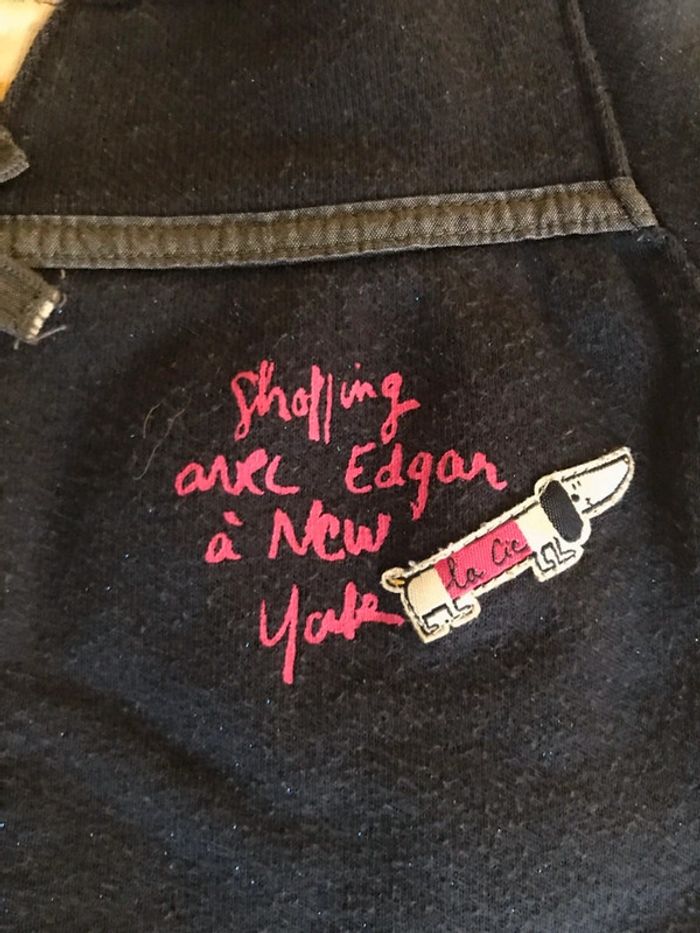 Shopping
avec Edgar
à New
York
la Cie